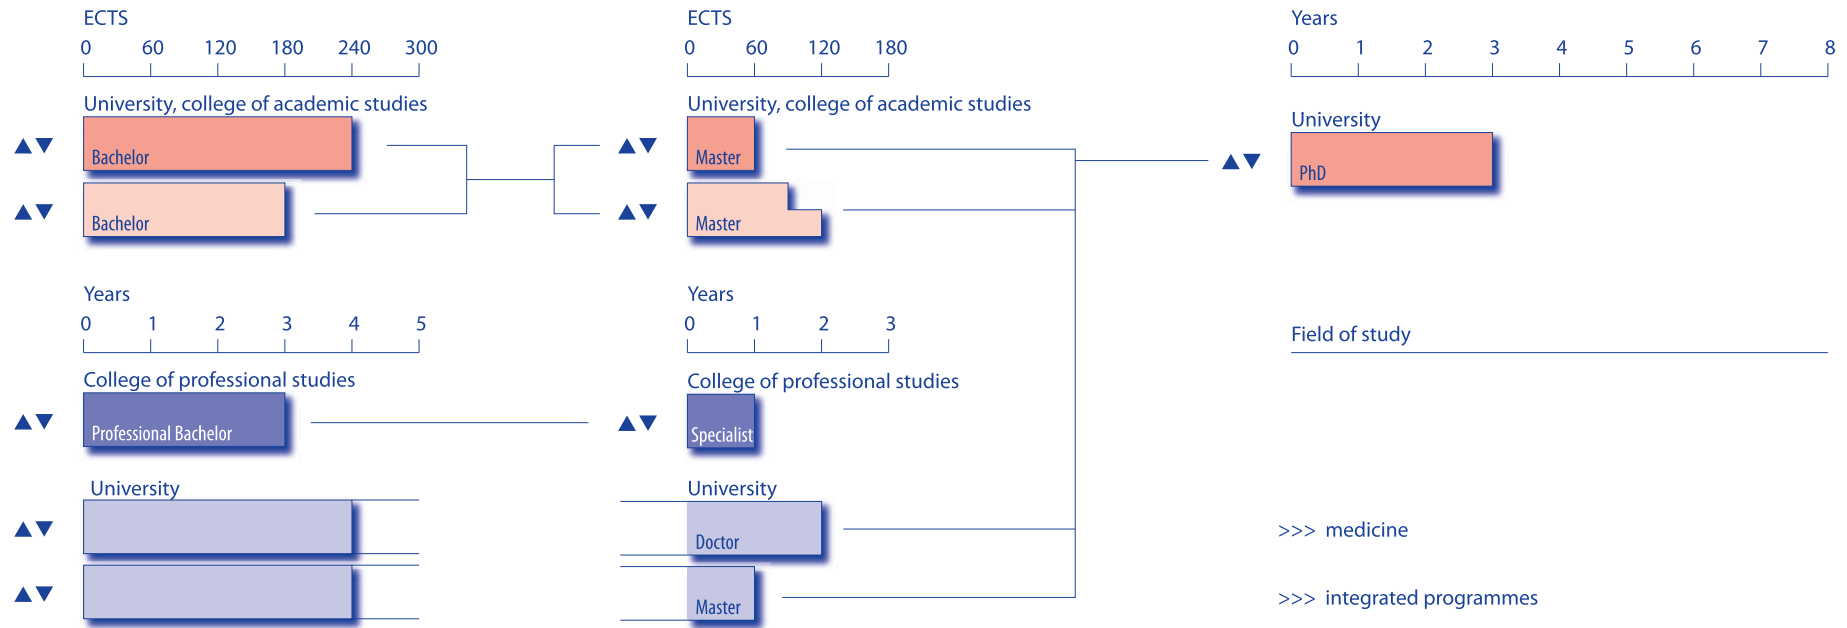 ECTS
0 60 120 180 240 300
University, college of academic studies
Bachelor
Bachelor
Years
0 1 2 3 4 5
College of professional studies
Professional Bachelor
University
ECTS
0 60 120 180
University, college of academic studies
Master
Master
Years
0 1 2 3
College of professional studies
Specialist
University
Doctor
Master
Years
0 1 2 3 4 5 6 7 8
University
PhD
Field of study
>>> medicine
>>> integrated programmes